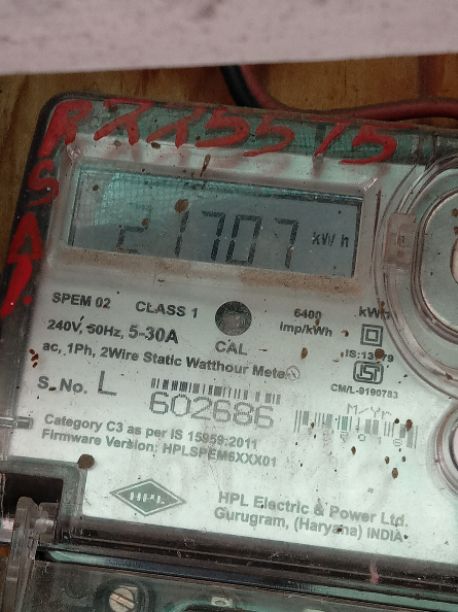 21707 kWh
SPEM 02 CLASS 1 6400 kWh
240V, 50Hz, 5-30A imp/kWh
CAL
ac, 1Ph, 2Wire Static Watthour Meter
S. No. L 602686
CM/L-9190783
M/Yr
Category C3 as per IS 15959:2011
Firmware Version; HPLSPEM6XXX01
HPL
HPL Electric & Power Ltd.
Gurugram, (Haryana) INDIA